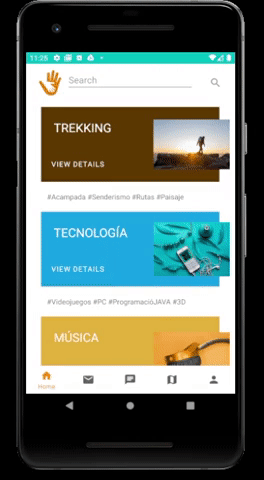 11:25
Search
TREKKING
VIEW DETAILS
#Acampada #Senderismo #Rutas #Paisaje
TECNOLOGÍA
VIEW DETAILS
#Videojuegos #PC #ProgramacióJAVA #3D
MÚSICA
Home